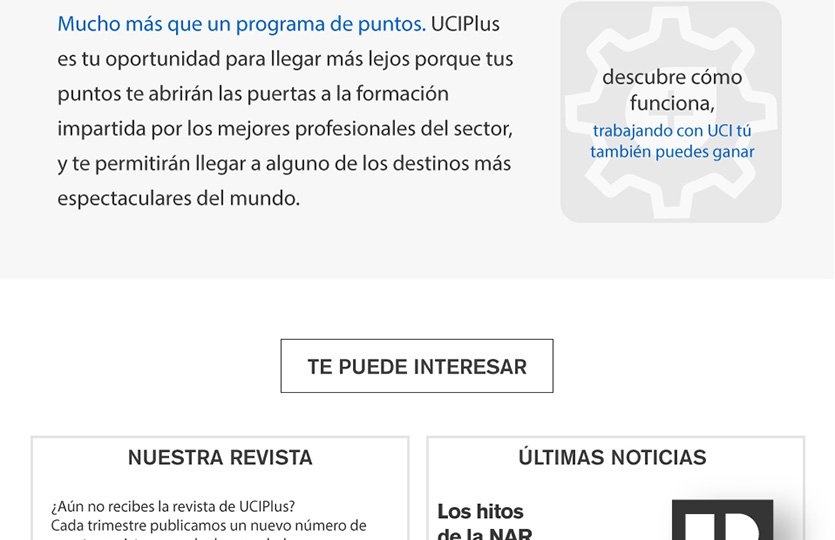 Mucho más que un programa de puntos. UCIPlus
es tu oportunidad para llegar más lejos porque tus
puntos te abrirán las puertas a la formación
impartida por los mejores profesionales del sector,
y te permitirán llegar a alguno de los destinos más
espectaculares del mundo.
descubre cómo
funciona,
trabajando con UCI tú
también puedes ganar
TE PUEDE INTERESAR
NUESTRA REVISTA
¿Aún no recibes la revista de UCIPlus?
Cada trimestre publicamos un nuevo número de
ÚLTIMAS NOTICIAS
Los hitos
de la NAR